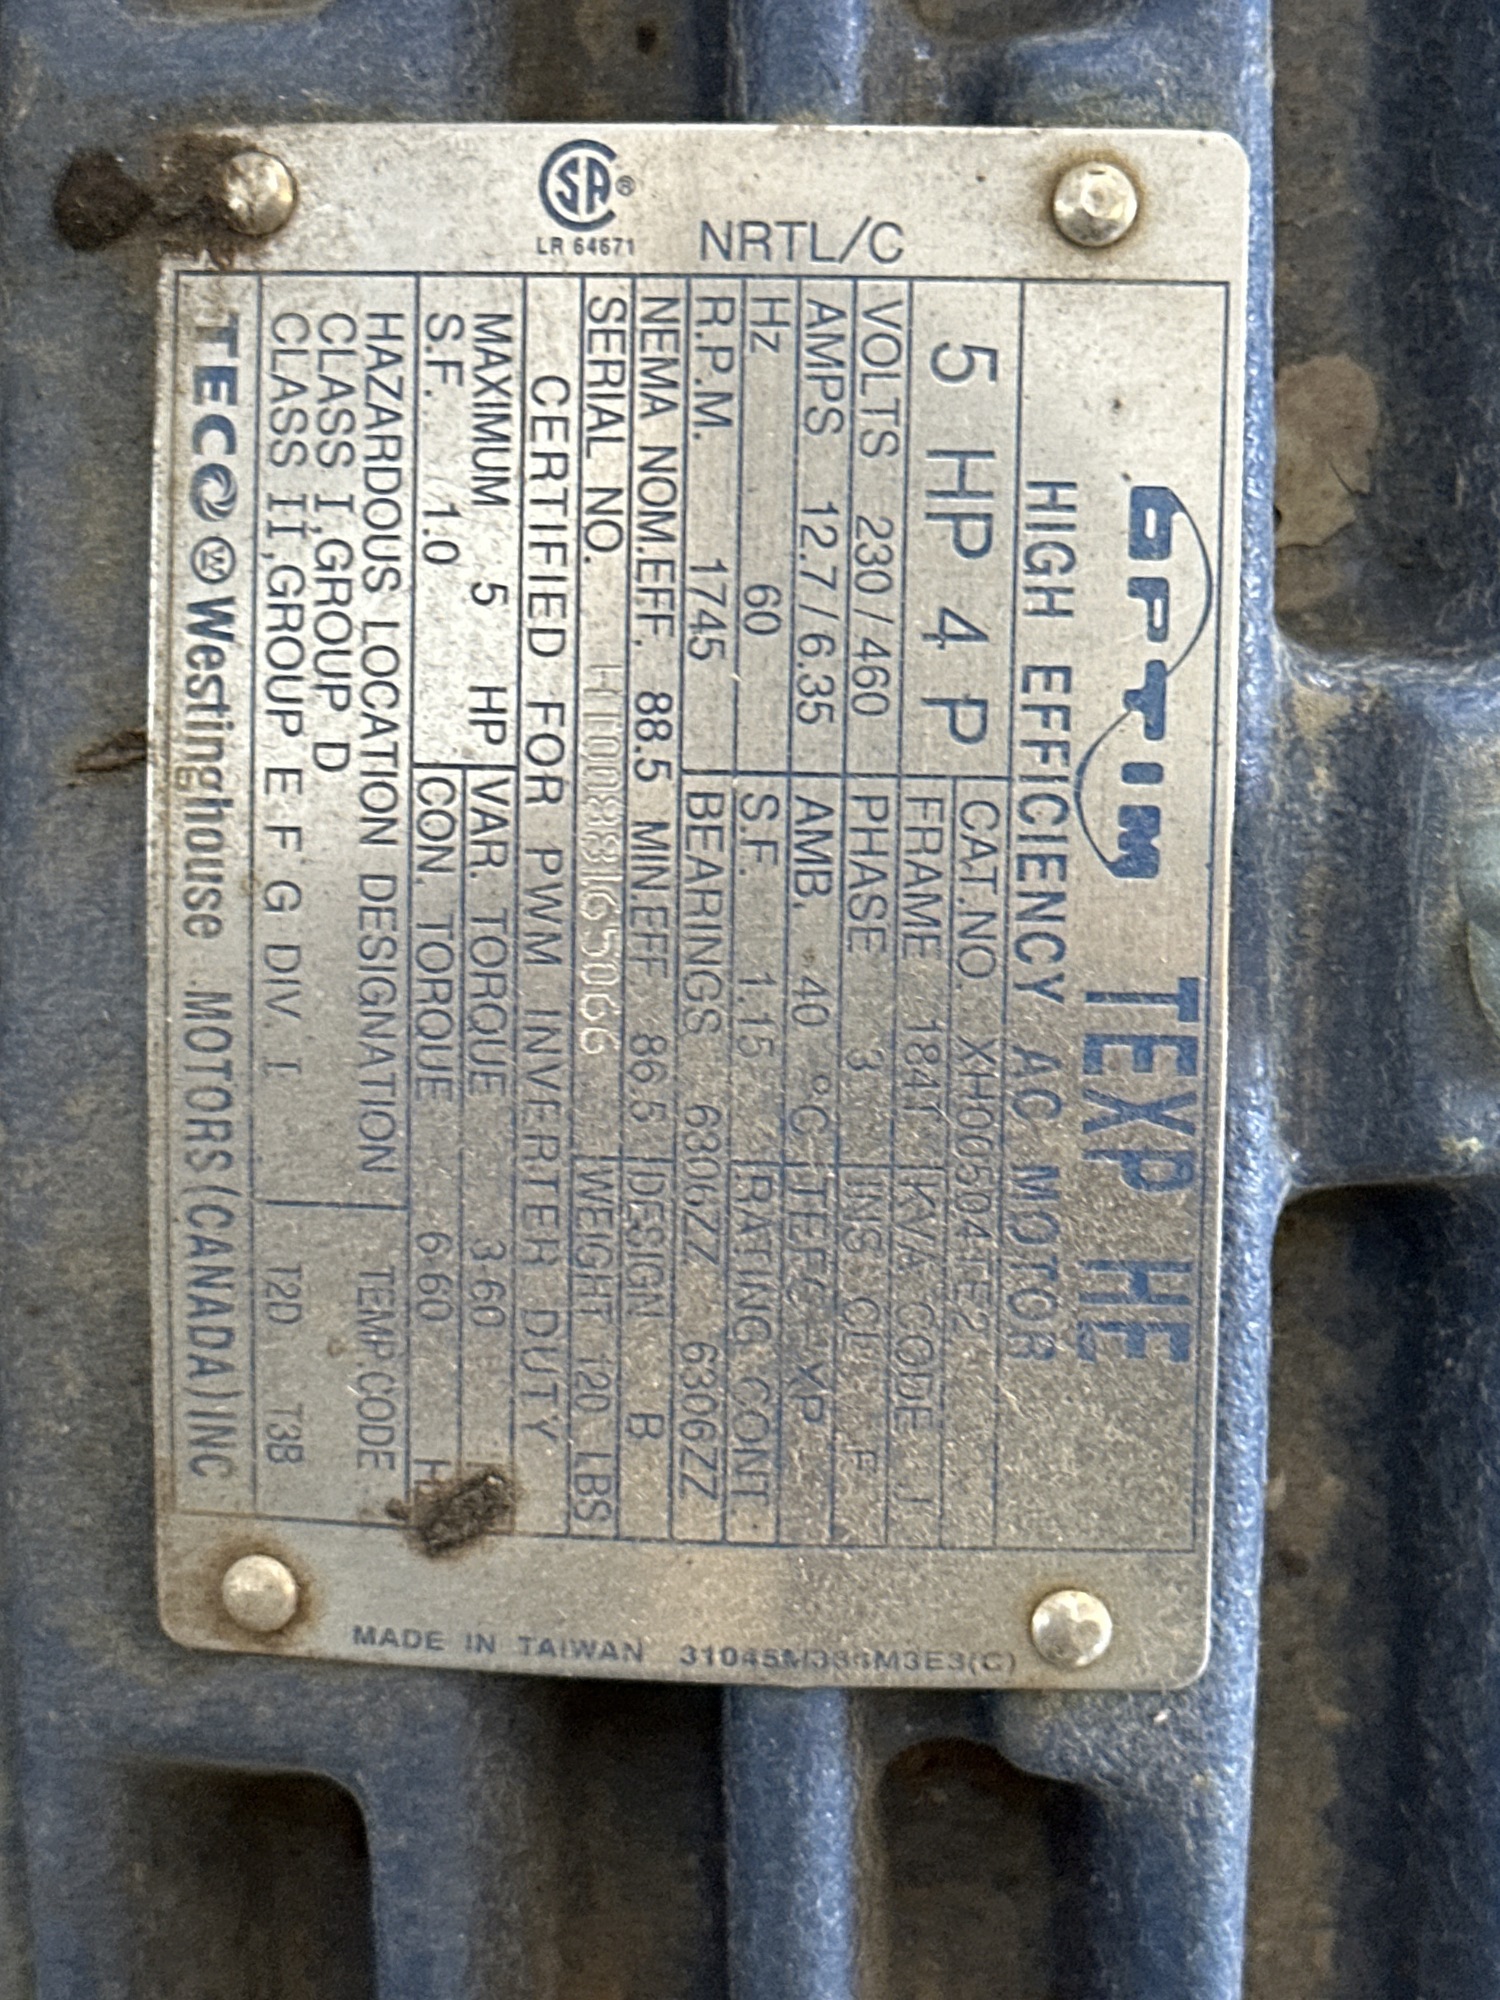 OPTIM TEXP HE
HIGH EFFICIENCY AC MOTOR
5 HP 4 P CAT.NO.
FRAME 184T KVA CODE J
VOLTS 230/460 PHASE 3 INS CL. F
AMPS 12.7/6.35 AMB. 40 °C TEFC-XP
Hz 60 S.F. 1.15 RATING CONT.
R.P.M. 1745 BEARINGS 6306ZZ 6306ZZ
NEMA NOM.EFF. 88.5 MIN.EFF 86.5 DESIGN B
SERIAL NO. WEIGHT 120 LBS
CERTIFIED FOR PWM INVERTER DUTY
MAXIMUM 5 HP VAR. TORQUE 3.60
S.F. 1.0 CON. TORQUE 6-60
HAZARDOUS LOCATION DESIGNATION TEMP.CODE
CLASS I,GROUP D
CLASS II,GROUP E F G DIV. I T2D T3B
TECO W Westinghouse MOTORS(CANADA)INC
SA®
LR 64671
NRTL/C
MADE IN TAIWAN